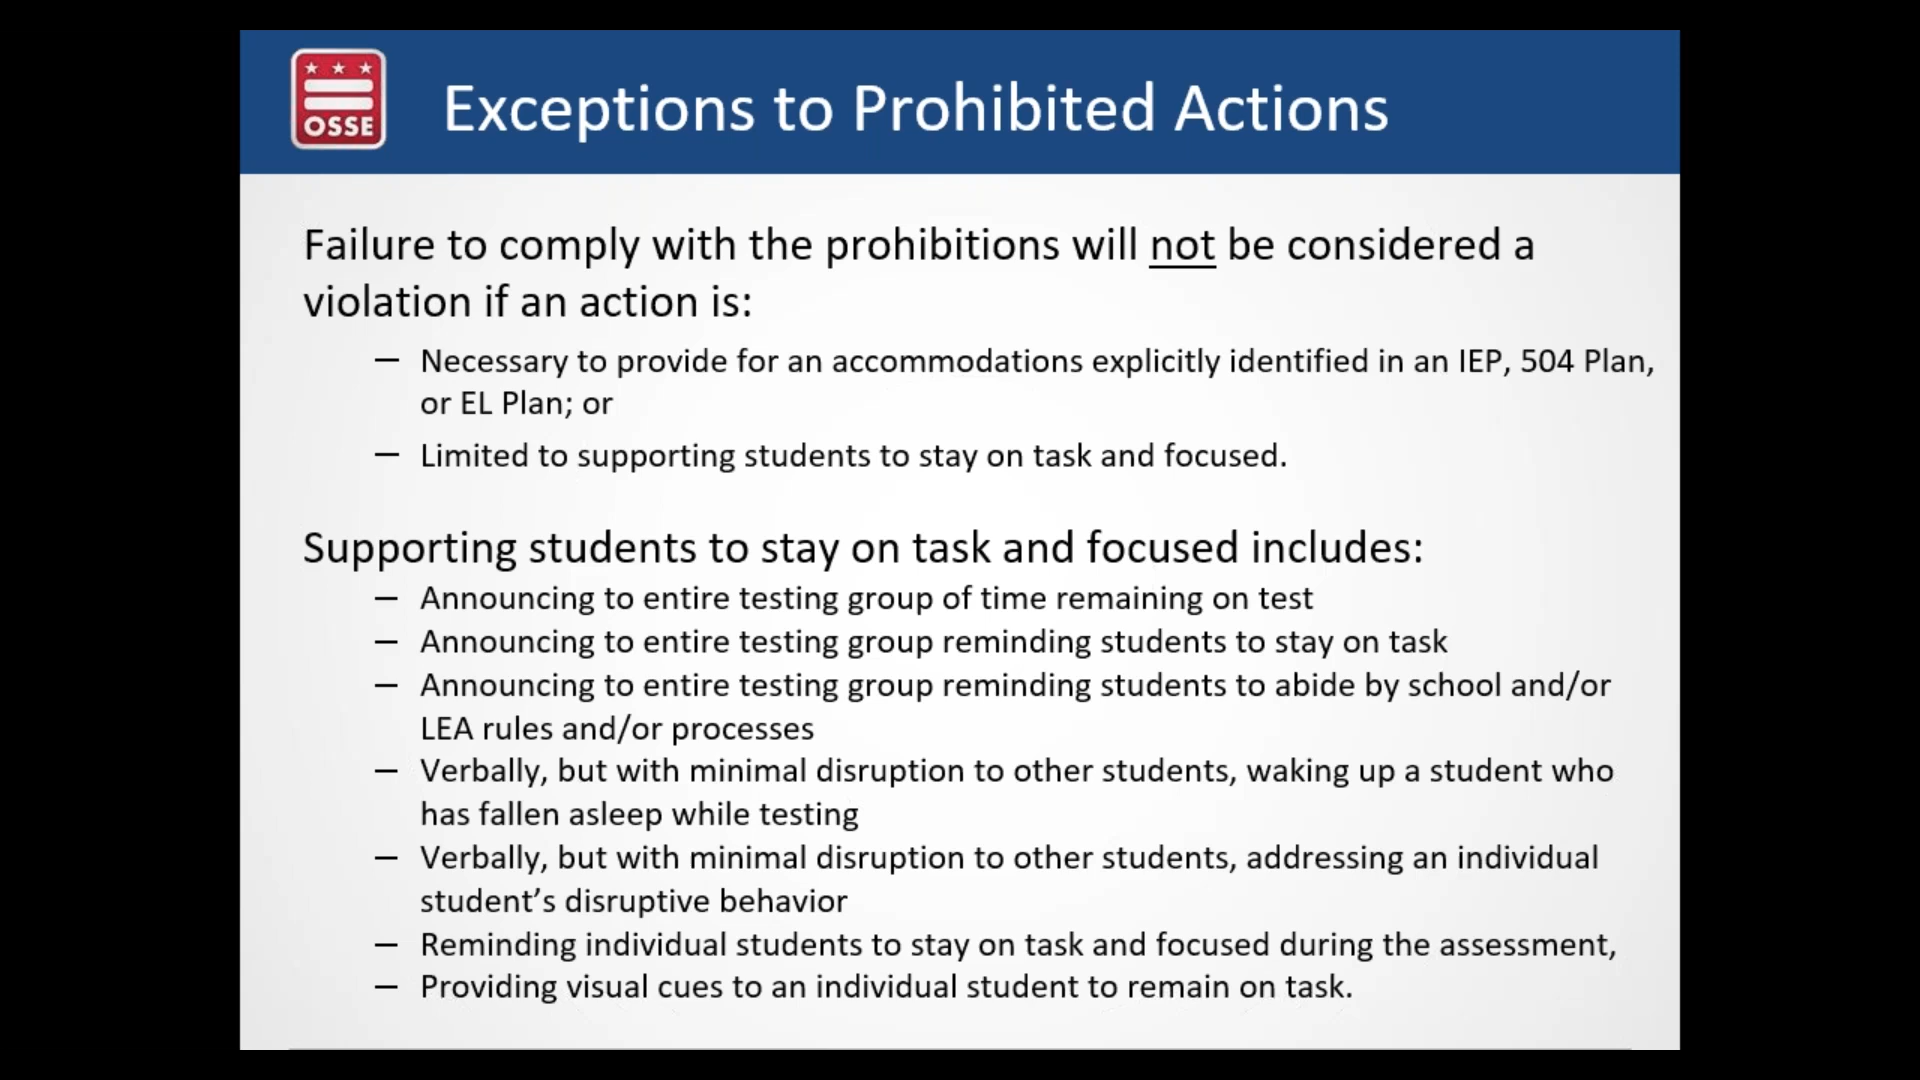 OSSE
Exceptions to Prohibited Actions
Failure to comply with the prohibitions will not be considered a
violation if an action is:
— Necessary to provide for an accommodations explicitly identified in an IEP, 504 Plan,
or EL Plan; or
— Limited to supporting students to stay on task and focused.
Supporting students to stay on task and focused includes:
— Announcing to entire testing group of time remaining on test
— Announcing to entire testing group reminding students to stay on task
— Announcing to entire testing group reminding students to abide by school and/or
LEA rules and/or processes
— Verbally, but with minimal disruption to other students, waking up a student who
has fallen asleep while testing
— Verbally, but with minimal disruption to other students, addressing an individual
student’s disruptive behavior
— Reminding individual students to stay on task and focused during the assessment,
— Providing visual cues to an individual student to remain on task.